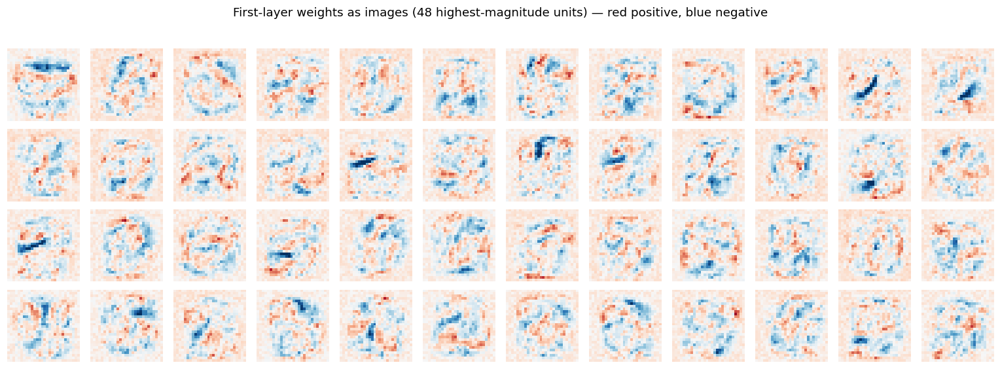 First-layer weights as images (48 highest-magnitude units) — red positive, blue negative